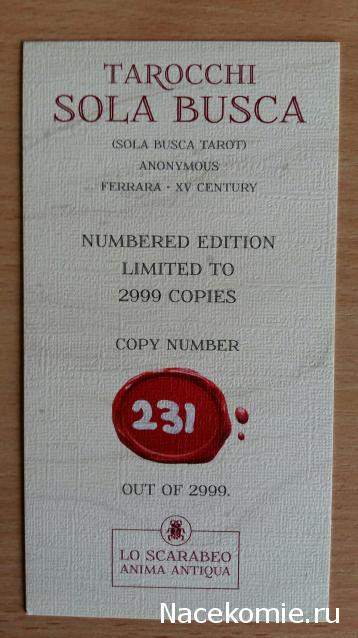 TAROCCHI
SOLA BUSCA
(SOLA BUSCA TAROT)
ANONYMOUS
FERRARA • XV CENTURY
NUMBERED EDITION
LIMITED TO
2999 COPIES
COPY NUMBER
231
OUT OF 2999.
LO SCARABEO
ANIMA ANTIQUA
Nacekomie.ru